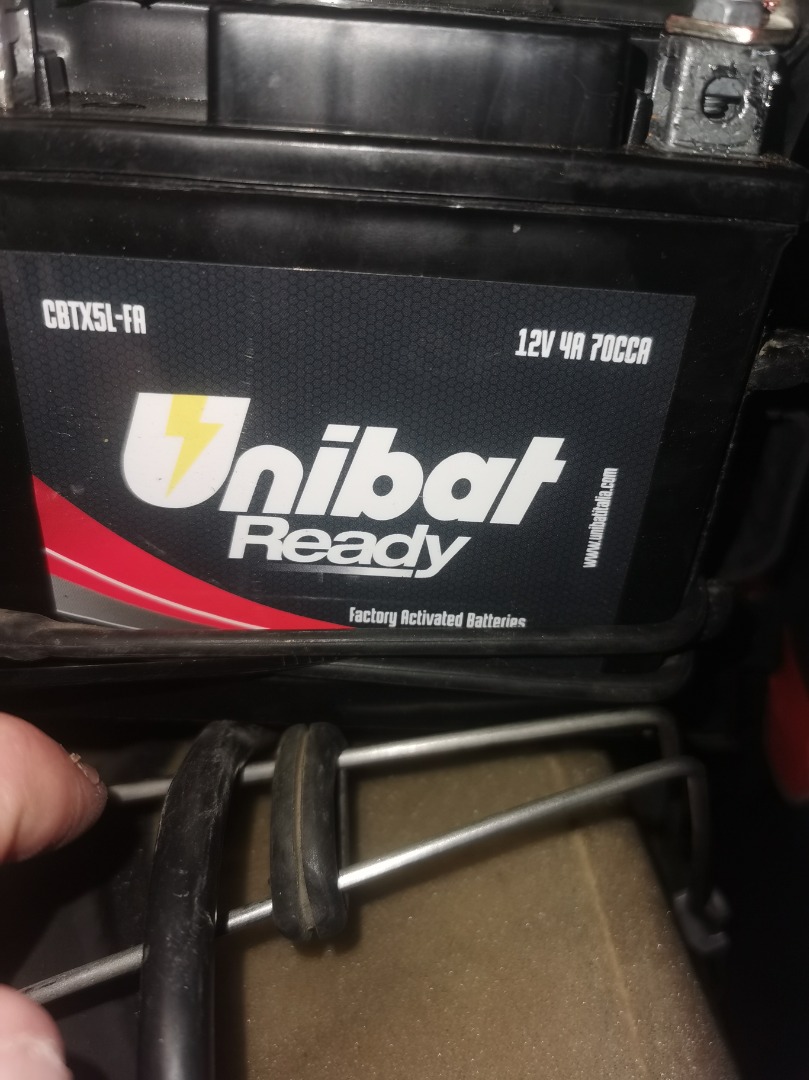 CBTX5L-FA
12V 4A 70CCA
Unibat
Ready
www.unibatitalia.com
Factory Activated Batteries